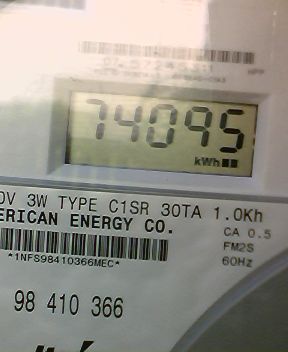 74095
kWh
0V 3W TYPE C1SR 30TA 1.0Kh
ERICAN ENERGY CO.
CA 0.5
FM2S
60Hz
*1NFS98410366MEC*
98 410 366